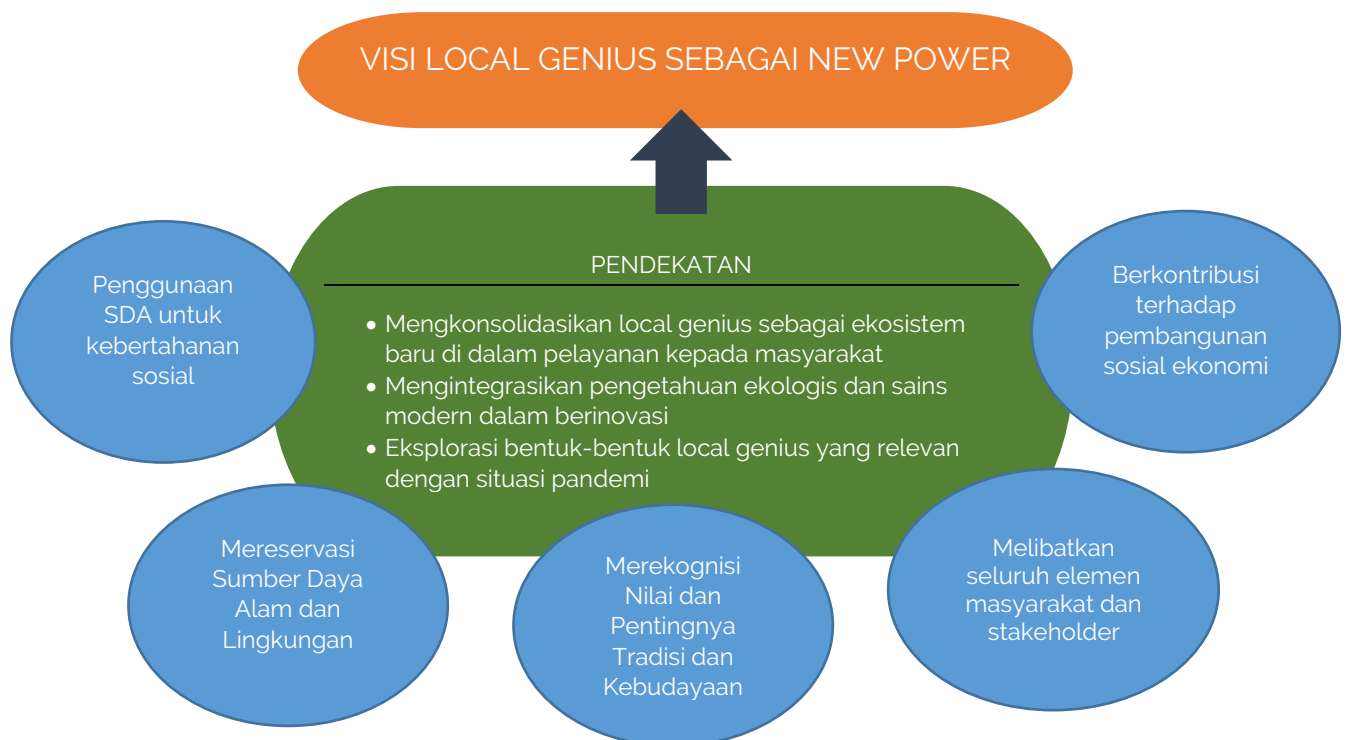 VISI LOCAL GENIUS SEBAGAI NEW POWER
PENDEKATAN
• Mengkonsolidasikan local genius sebagai ekosistem
baru di dalam pelayanan kepada masyarakat
• Mengintegrasikan pengetahuan ekologis dan sains
modern dalam berinovasi
• Eksplorasi bentuk-bentuk local genius yang relevan
dengan situasi pandemi
Penggunaan
SDA untuk
kebertahanan
sosial
Mereservasi
Sumber Daya
Alam dan
Lingkungan
Merekognisi
Nilai dan
Pentingnya
Tradisi dan
Kebudayaan
Melibatkan
seluruh elemen
masyarakat dan
stakeholder
Berkontribusi
terhadap
pembangunan
sosial ekonomi